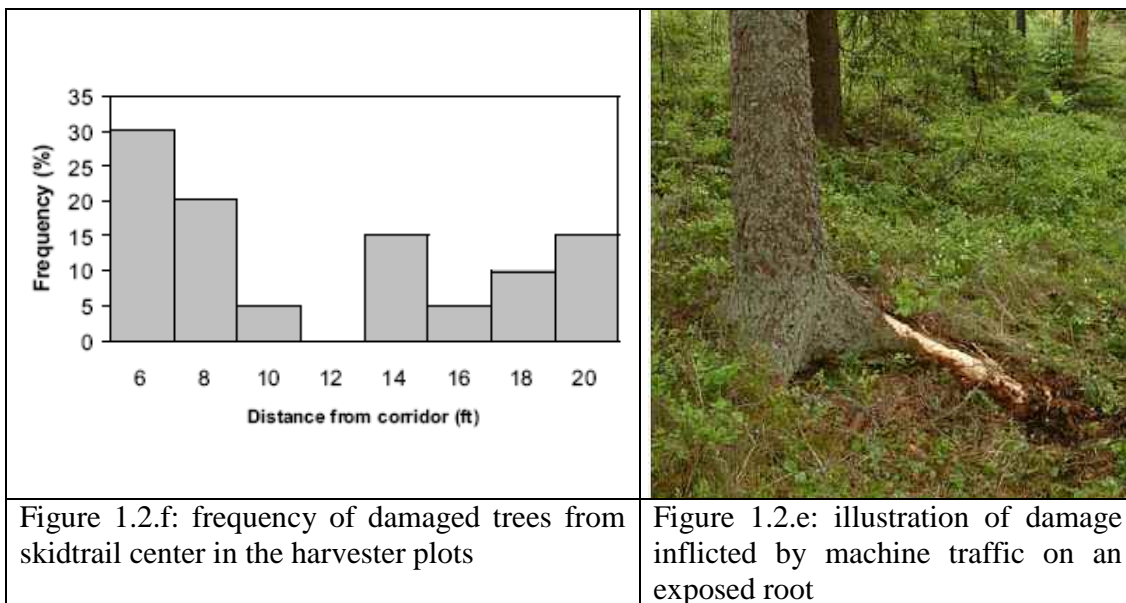 35
30
25
20
15
10
5
0
Frequency (%)
6 8 10 12 14 16 18 20
Distance from corridor (ft)
Figure 1.2.f: frequency of damaged trees from
skidtrail center in the harvester plots
Figure 1.2.e: illustration of damage
inflicted by machine traffic on an
exposed root